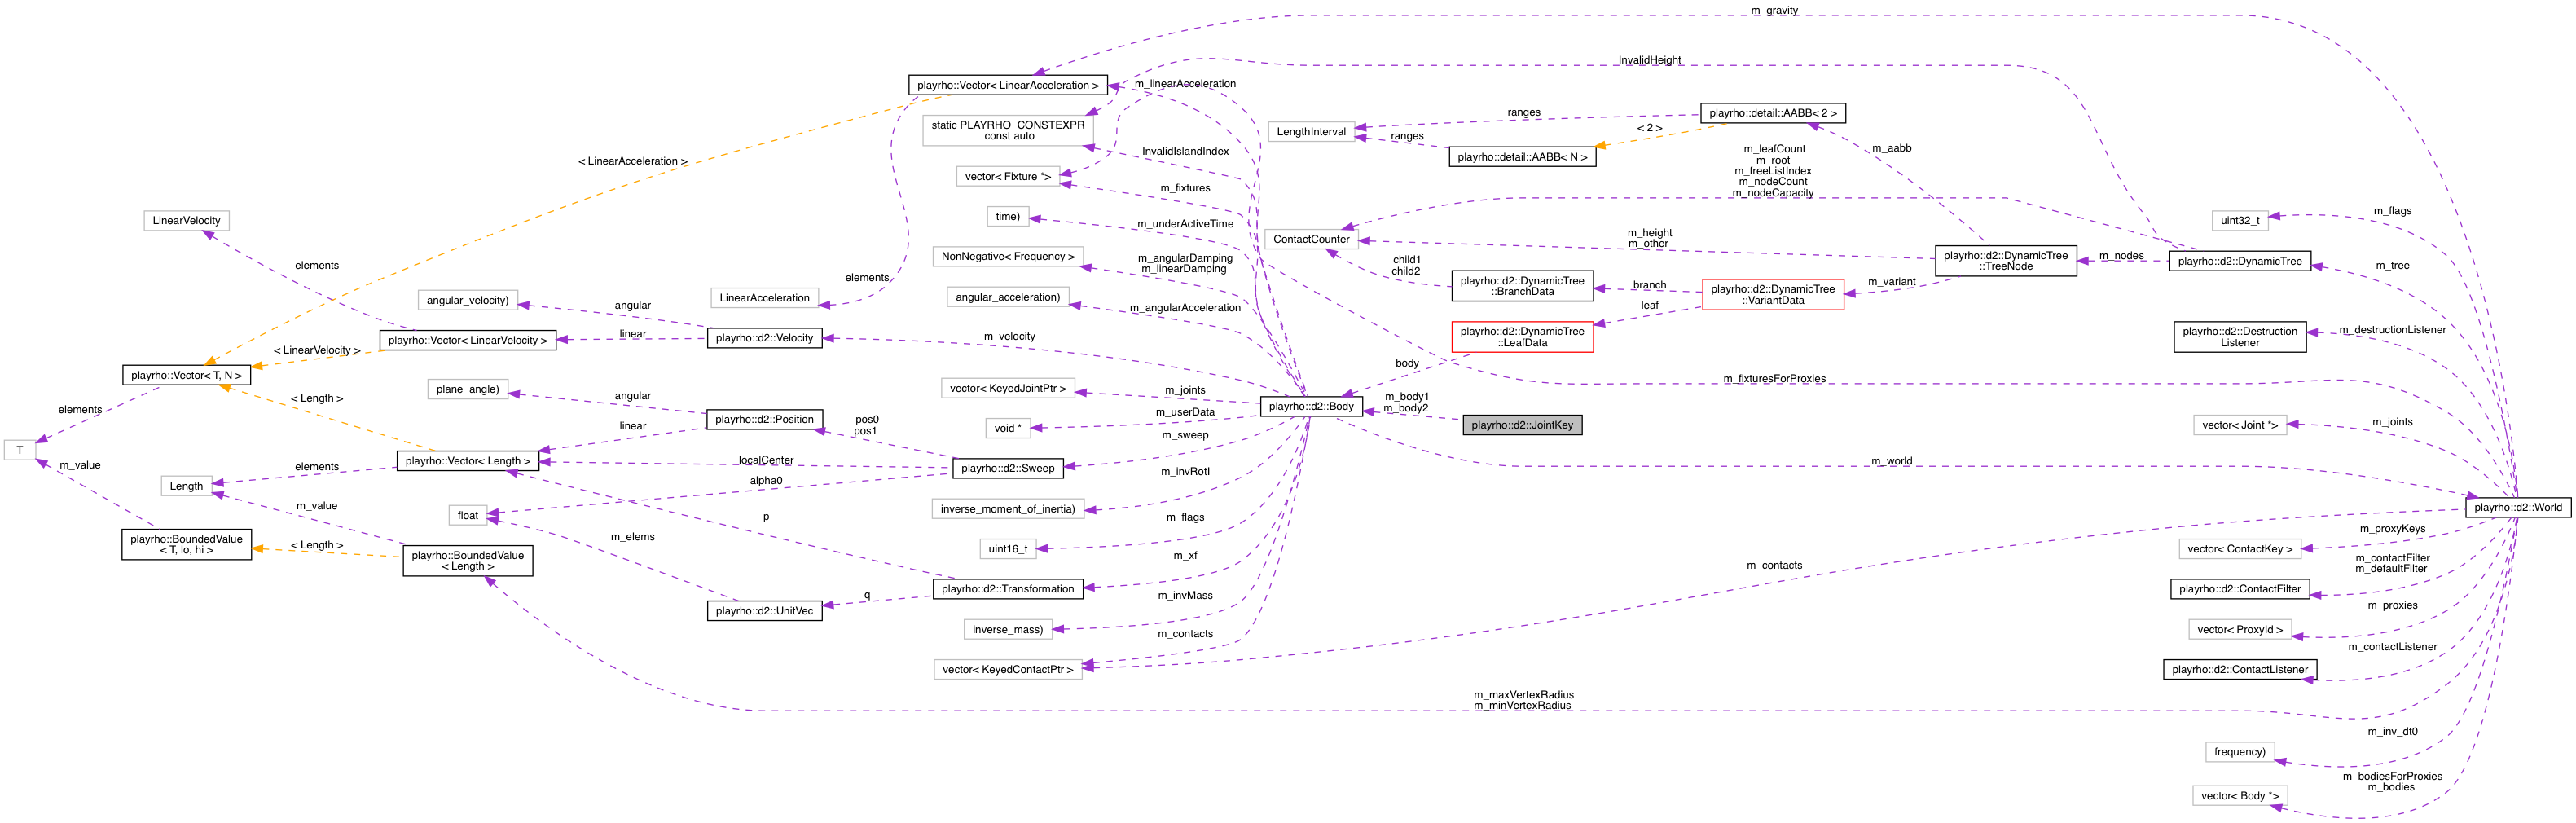 m_gravity
InvalidHeight
playrho::Vector< LinearAcceleration >
m_linearAcceleration
static PLAYRHO_CONSTEXPR
const auto
InvalidIslandIndex
< LinearAcceleration >
vector< Fixture *>
m_fixtures
LengthInterval
ranges
ranges
playrho::detail::AABB< 2 >
< 2 >
playrho::detail::AABB< N >
m_aabb
m_leafCount
m_root
m_freeListIndex
m_nodeCount
m_nodeCapacity
LinearVelocity
time)
m_underActiveTime
ContactCounter
m_height
m_other
uint32_t
m_flags
NonNegative< Frequency >
m_angularDamping
m_linearDamping
child1
child2
playrho::d2::DynamicTree
::TreeNode
m_nodes
playrho::d2::DynamicTree
m_tree
elements
elements
angular_velocity)
angular
LinearAcceleration
angular_acceleration)
m_angularAcceleration
playrho::d2::DynamicTree
::BranchData
branch
playrho::d2::DynamicTree
::VariantData
m_variant
leaf
playrho::Vector< LinearVelocity >
linear
playrho::d2::Velocity
m_velocity
playrho::d2::DynamicTree
::LeafData
playrho::d2::Destruction
Listener
m_destructionListener
< LinearVelocity >
playrho::Vector< T, N >
body
m_fixturesForProxies
plane_angle)
angular
vector< KeyedJointPtr >
m_joints
< Length >
elements
playrho::d2::Position
pos0
pos1
void *
m_userData
playrho::d2::Body
m_body1
m_body2
playrho::d2::JointKey
vector< Joint *>
m_joints
linear
m_sweep
T
m_value
playrho::Vector< Length >
elements
localCenter
playrho::d2::Sweep
m_world
Length
alpha0
m_invRotI
m_value
float
inverse_moment_of_inertia)
playrho::d2::World
p
m_flags
m_proxyKeys
playrho::BoundedValue
< T, lo, hi >
< Length >
playrho::BoundedValue
< Length >
m_elems
uint16_t
m_xf
vector< ContactKey >
m_contacts
m_contactFilter
m_defaultFilter
playrho::d2::UnitVec
q
playrho::d2::Transformation
m_invMass
playrho::d2::ContactFilter
m_proxies
inverse_mass)
m_contacts
vector< ProxyId >
m_contactListener
vector< KeyedContactPtr >
playrho::d2::ContactListener
m_maxVertexRadius
m_minVertexRadius
m_inv_dt0
frequency)
m_bodiesForProxies
m_bodies
vector< Body *>